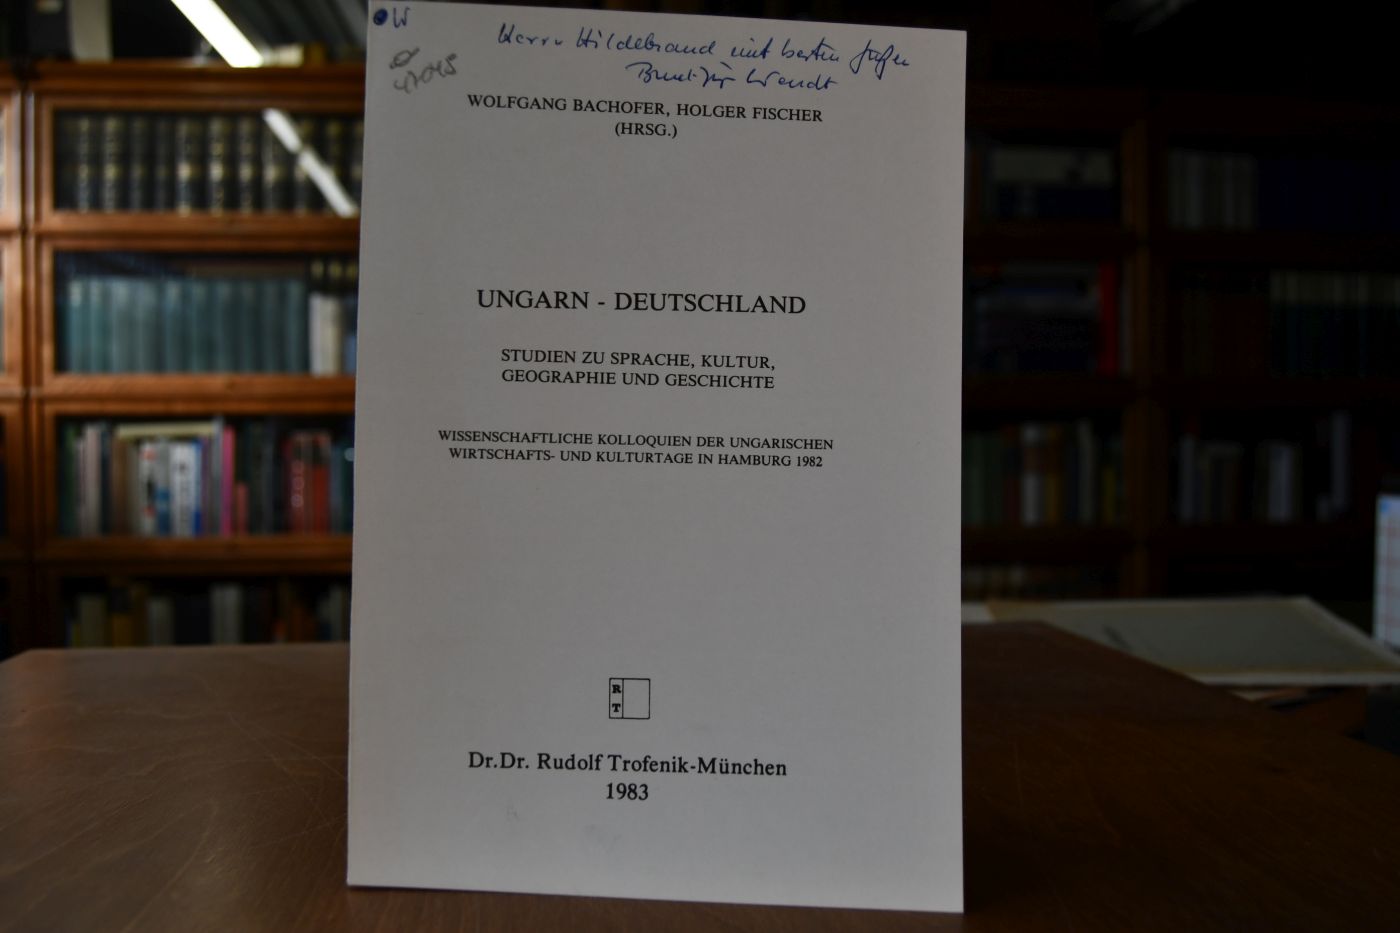 W
Herrn Hildebrand mit besten Grüßen
Wendt
WOLFGANG BACHOFER, HOLGER FISCHER
(HRSG.)
UNGARN - DEUTSCHLAND
STUDIEN ZU SPRACHE, KULTUR,
GEOGRAPHIE UND GESCHICHTE
WISSENSCHAFTLICHE KOLLOQUIEN DER UNGARISCHEN
WIRTSCHAFTS- UND KULTURTAGE IN HAMBURG 1982
R
T
Dr.Dr. Rudolf Trofenik-München
1983